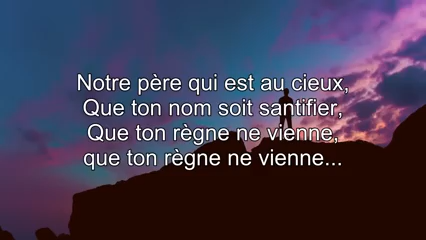 Notre père qui est au cieux,
Que ton nom soit santifier,
Que ton règne ne vienne,
que ton règne ne vienne...